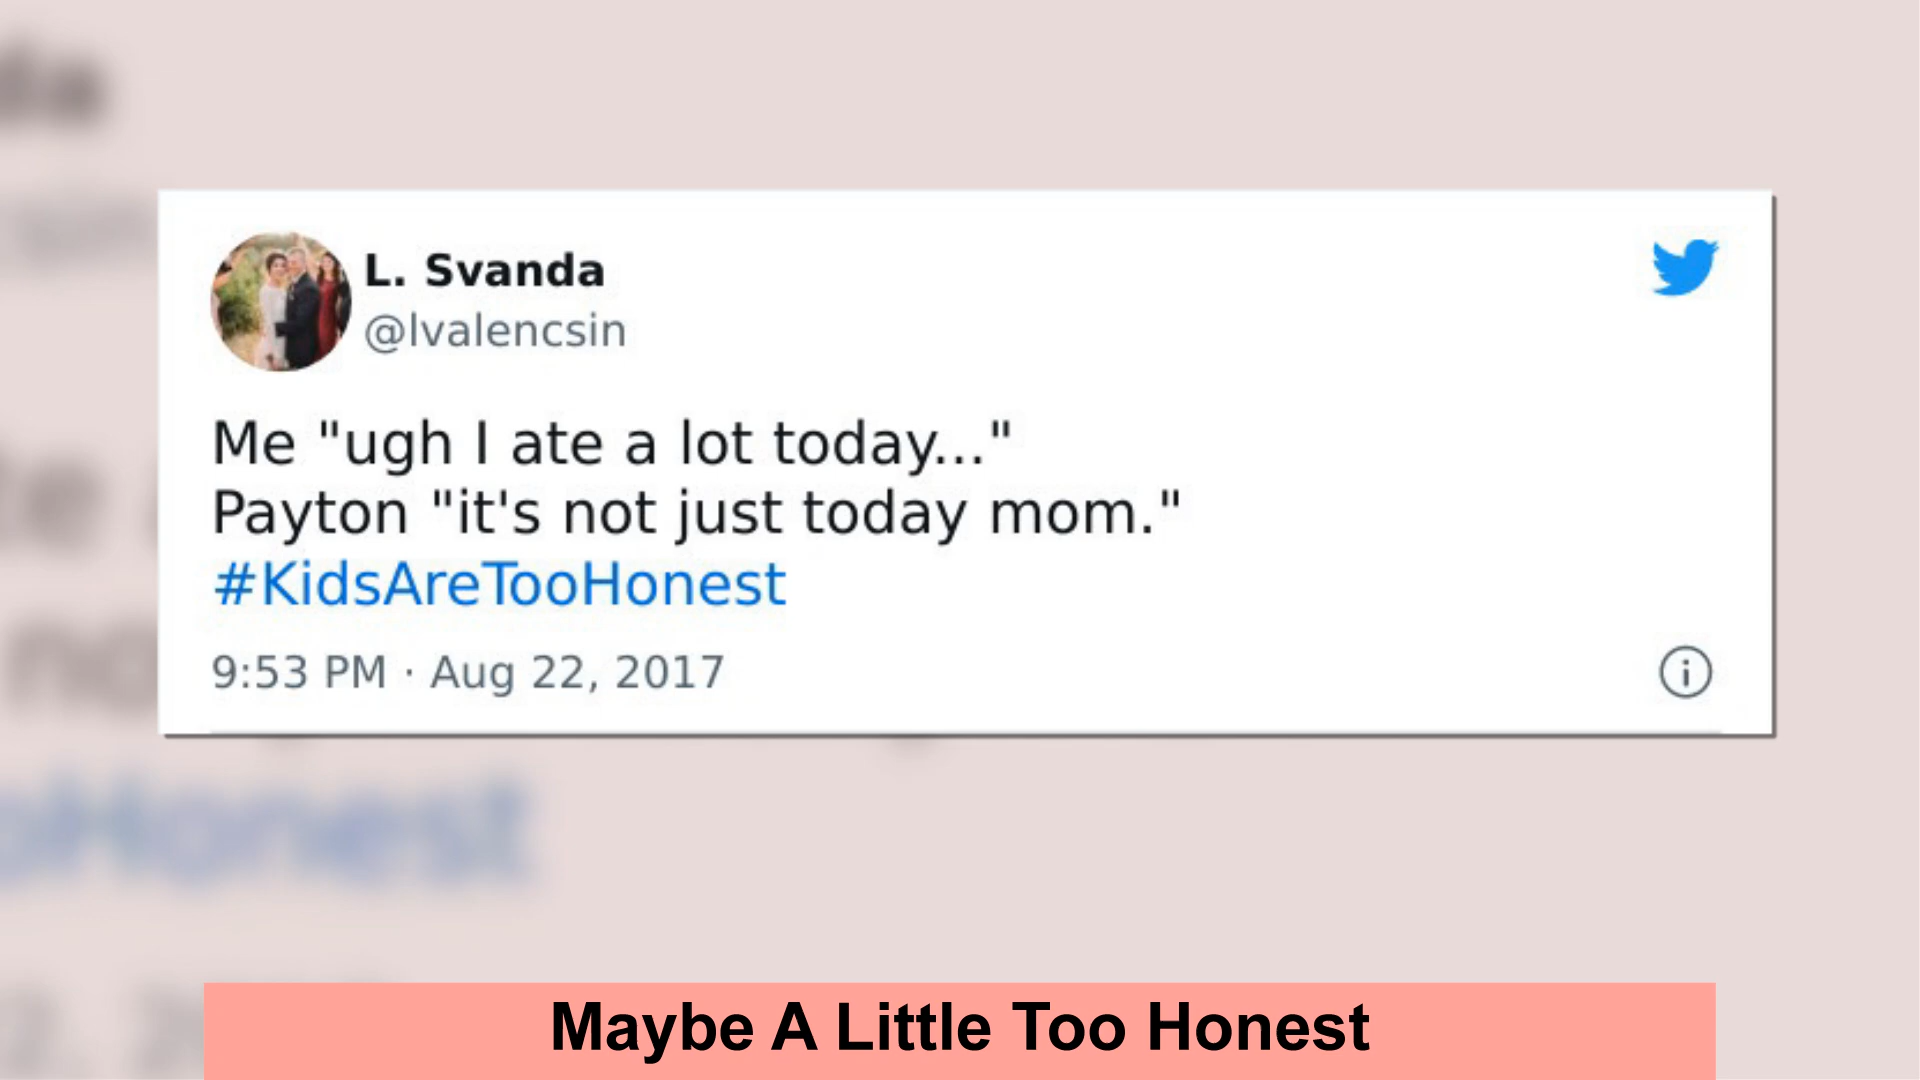 L. Svanda
@lvalencsin
Me "ugh I ate a lot today..."
Payton "it's not just today mom."
#KidsAreTooHonest
9:53 PM · Aug 22, 2017
Maybe A Little Too Honest